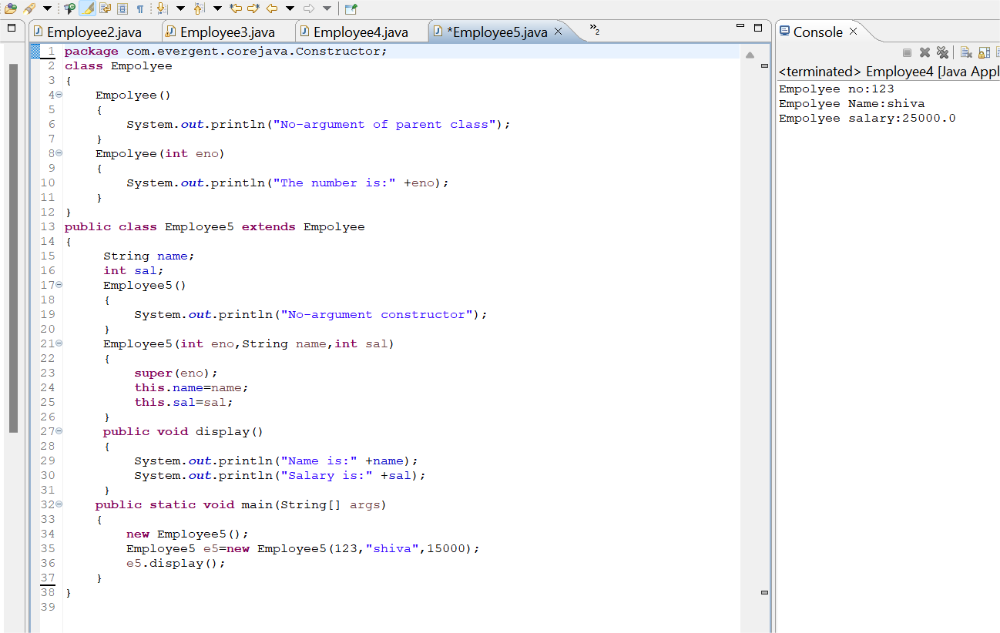 Employee2.java Employee3.java Employee4.java *Employee5.java 2
1 package com.evergent.corejava.Constructor;
2 class Empolyee
3 {
4 Empolyee()
5 {
6 System.out.println("No-argument of parent class");
7 }
8 Empolyee(int eno)
9 {
10 System.out.println("The number is:" +eno);
11 }
12 }
13 public class Employee5 extends Empolyee
14 {
15 String name;
16 int sal;
17 Employee5()
18 {
19 System.out.println("No-argument constructor");
20 }
21 Employee5(int eno,String name,int sal)
22 {
23 super(eno);
24 this.name=name;
25 this.sal=sal;
26 }
27 public void display()
28 {
29 System.out.println("Name is:" +name);
30 System.out.println("Salary is:" +sal);
31 }
32 public static void main(String[] args)
33 {
34 new Employee5();
35 Employee5 e5=new Employee5(123,"shiva",15000);
36 e5.display();
37 }
38 }
39
Console
<terminated> Employee4 [Java Appl
Empolyee no:123
Empolyee Name:shiva
Empolyee salary:25000.0